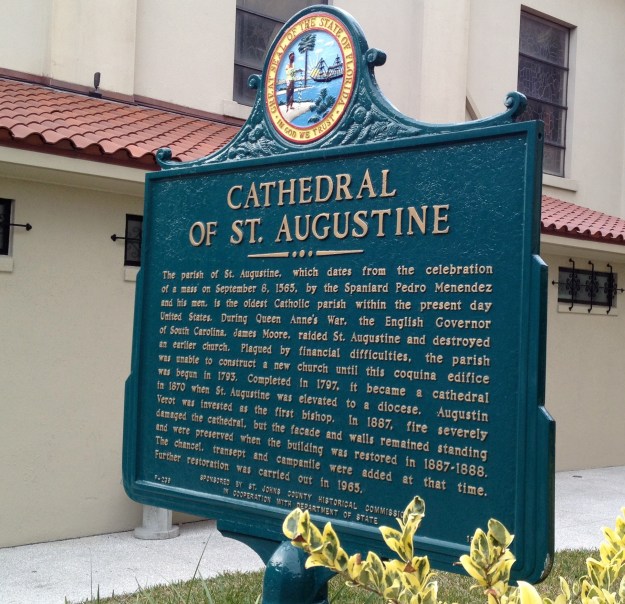 GREAT SEAL OF THE STATE OF FLORIDA
IN GOD WE TRUST
CATHEDRAL
OF ST. AUGUSTINE
The parish of St. Augustine, which dates from the celebration
of a mass on September 8, 1565, by the Spaniard Pedro Menendez
and his men, is the oldest Catholic parish within the present day
United States. During Queen Anne's War, the English Governor
of South Carolina, James Moore, raided St. Augustine and destroyed
an earlier church. Plagued by financial difficulties, the parish
was unable to construct a new church until this coquina edifice
was begun in 1793. Completed in 1797, it became a cathedral
in 1870 when St. Augustine was elevated to a diocese. Augustin
Verot was invested as the first bishop. In 1887, fire severely
damaged the cathedral, but the facade and walls remained standing
and were preserved when the building was restored in 1887-1888.
The chancel, transept and campanile were added at that time.
Further restoration was carried out in 1965.
SPONSORED BY ST. JOHNS COUNTY HISTORICAL COMMISSION
IN COOPERATION WITH DEPARTMENT OF STATE